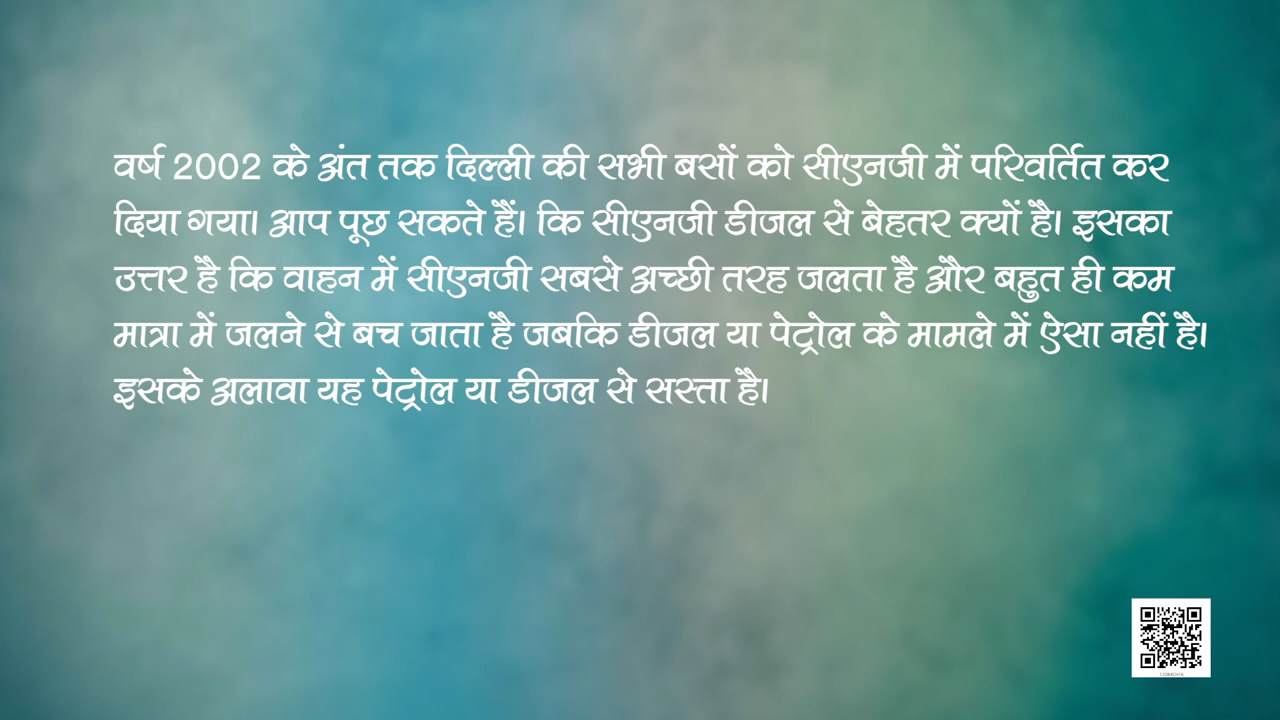 वर्ष 2002 के अंत तक दिल्ली की सभी बसों को सीएनजी में परिवर्तित कर
दिया गया। आप पूछ सकते हैं। कि सीएनजी डीजल से बेहतर क्यों है। इसका
उत्तर है कि वाहन में सीएनजी सबसे अच्छी तरह जलता है और बहुत ही कम
मात्रा में जलने से बच जाता है जबकि डीजल या पेट्रोल के मामले में ऐसा नहीं है।
इसके अलावा यह पेट्रोल या डीजल से सस्ता है।